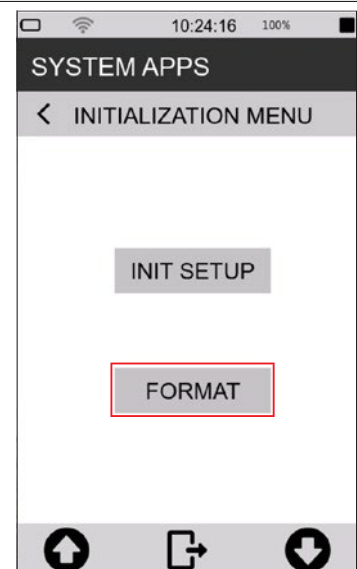 10:24:16 100%
SYSTEM APPS
INITIALIZATION MENU
INIT SETUP
FORMAT